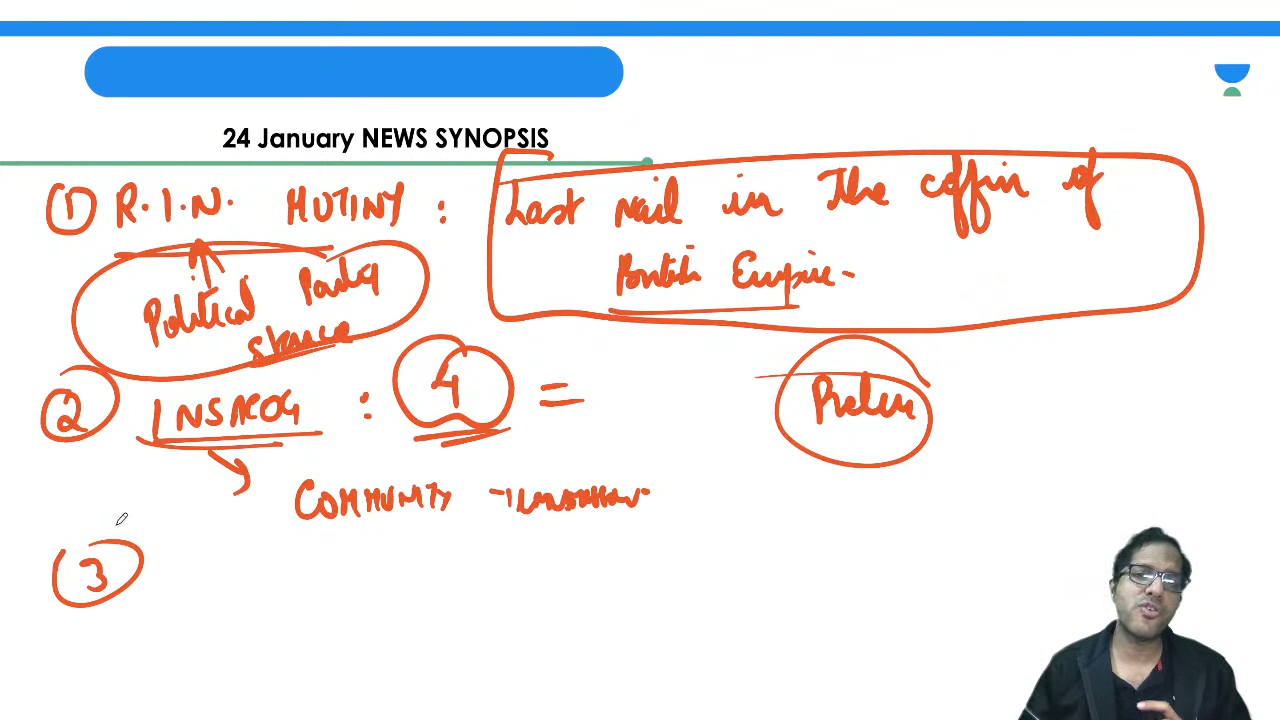 24 January NEWS SYNOPSIS
1 R.I.N. MUTINY : Last nail in The coffin of
British Empire-
Political Party
stance
2 INSACOG : 4 =
Prelim
COMMUNITY
3